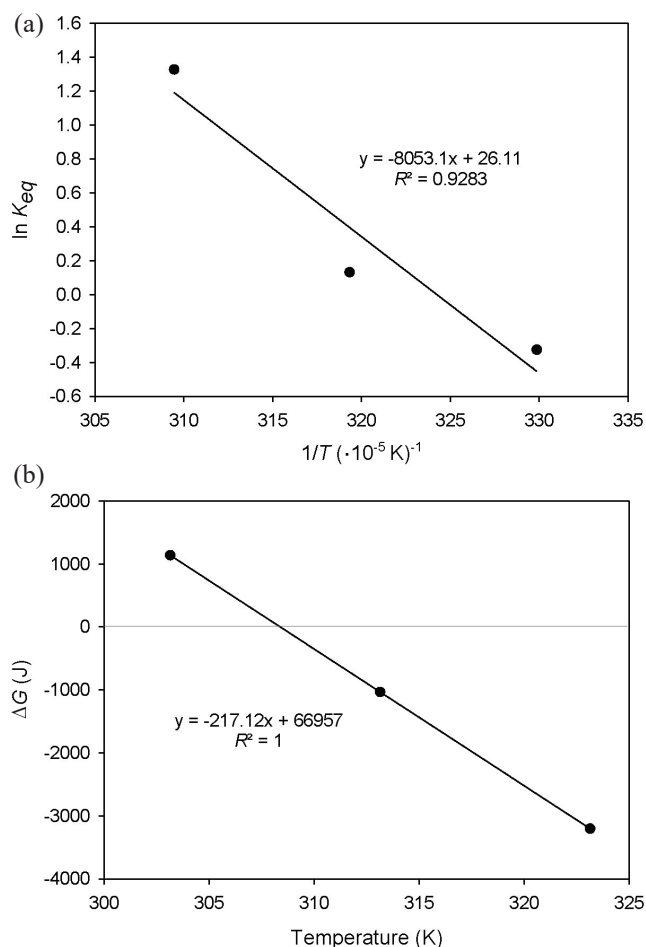 (a)
1.6
1.4
1.2
1.0
0.8
0.6
0.4
0.2
0.0
-0.2
-0.4
-0.6
ln Keq
y = -8053.1x + 26.11
R² = 0.9283
305 310 315 320 325 330 335
1/T (·10⁻⁵ K)⁻¹
(b)
2000
1000
0
-1000
-2000
-3000
-4000
ΔG (J)
y = -217.12x + 66957
R² = 1
300 305 310 315 320 325
Temperature (K)